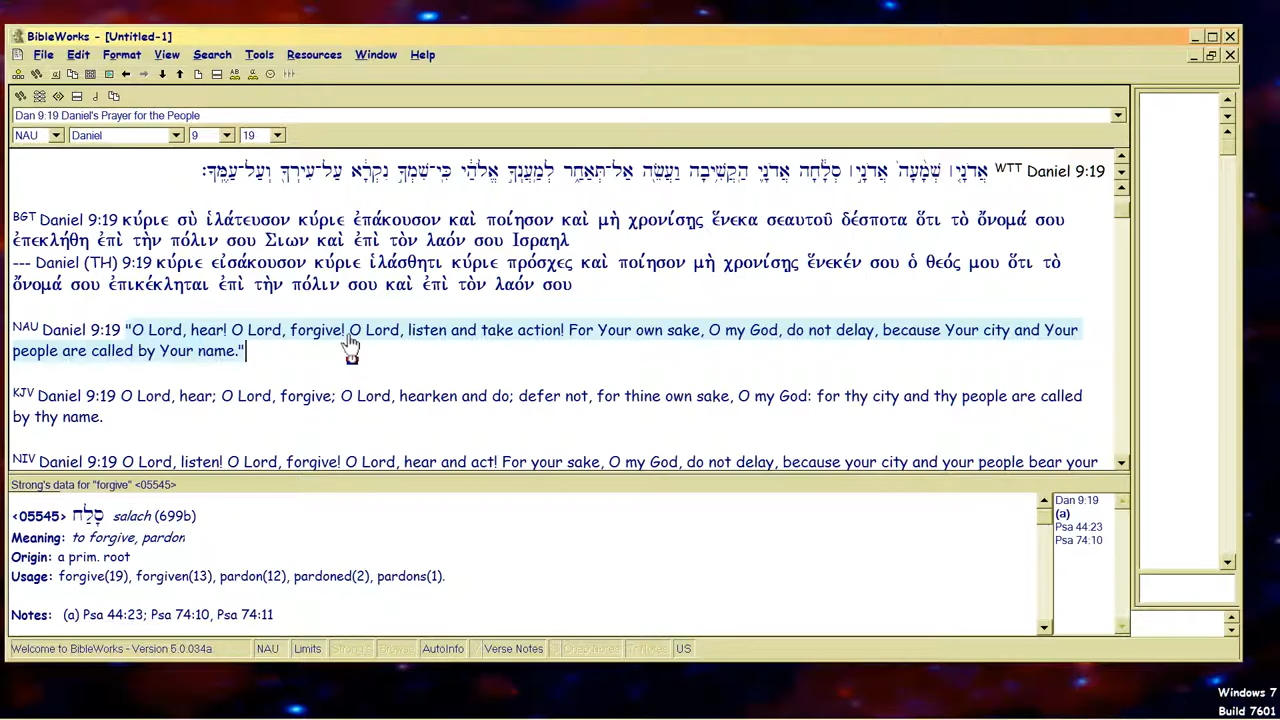 BibleWorks - [Untitled-1]
File Edit Format View Search Tools Resources Window Help
Dan 9:19 Daniel's Prayer for the People
NAU Daniel 9 19
WTT Daniel 9:19 אֲדֹנָ֤י׀ שְׁמָ֙עָה֙ אֲדֹנָ֣י׀ סְלָ֔חָה אֲדֹנָ֛י הַֽקֲשִׁ֥יבָה וַעֲשֵׂ֖ה אַל־תְּאַחַ֑ר לְמַֽעֲנְךָ֣ אֱלֹהַ֔י כִּֽי־שִׁמְךָ֣ נִקְרָ֔א עַל־עִירְךָ֖ וְעַל־עַמֶּֽךָ׃
BGT Daniel 9:19 κύριε σὺ ἱλάτευσον κύριε ἐπάκουσον καὶ ποίησον καὶ μὴ χρονίσῃς ἕνεκα σεαυτοῦ δέσποτα ὅτι τὸ ὄνομά σου
ἐπεκλήθη ἐπὶ τὴν πόλιν σου Σιων καὶ ἐπὶ τὸν λαόν σου Ισραηλ
--- Daniel (TH) 9:19 κύριε εἰσάκουσον κύριε ἱλάσθητι κύριε πρόσχες καὶ ποίησον μὴ χρονίσῃς ἕνεκέν σου ὁ θεός μου ὅτι τὸ
ὄνομά σου ἐπικέκληται ἐπὶ τὴν πόλιν σου καὶ ἐπὶ τὸν λαόν σου
NAU Daniel 9:19 "O Lord, hear! O Lord, forgive! O Lord, listen and take action! For Your own sake, O my God, do not delay, because Your city and Your
people are called by Your name."
KJV Daniel 9:19 O Lord, hear; O Lord, forgive; O Lord, hearken and do; defer not, for thine own sake, O my God: for thy city and thy people are called
by thy name.
NIV Daniel 9:19 O Lord, listen! O Lord, forgive! O Lord, hear and act! For your sake, O my God, do not delay, because your city and your people bear your
Strong's data for "forgive" <05545>
<05545> סָלַח salach (699b)
Meaning: to forgive, pardon
Origin: a prim. root
Usage: forgive(19), forgiven(13), pardon(12), pardoned(2), pardons(1).
Notes: (a) Psa 44:23; Psa 74:10, Psa 74:11
Dan 9:19
(a)
Psa 44:23
Psa 74:10
Welcome to BibleWorks - Version 5.0.034a NAU Limits Strong's Browse AutoInfo Verse Notes Chap Notes US
Windows 7
Build 7601